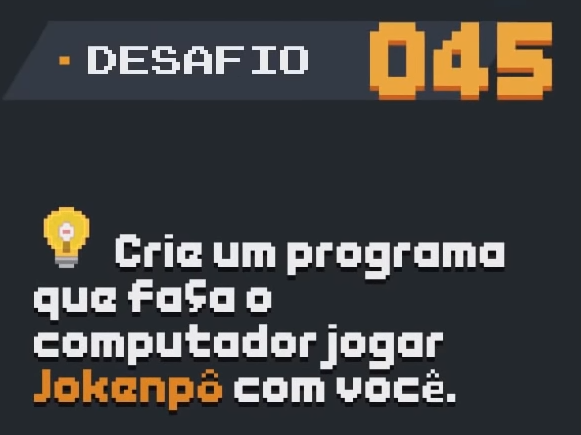 DESAFIO 045
Crie um programa
que faça o
computador jogar
Jokenpô com você.